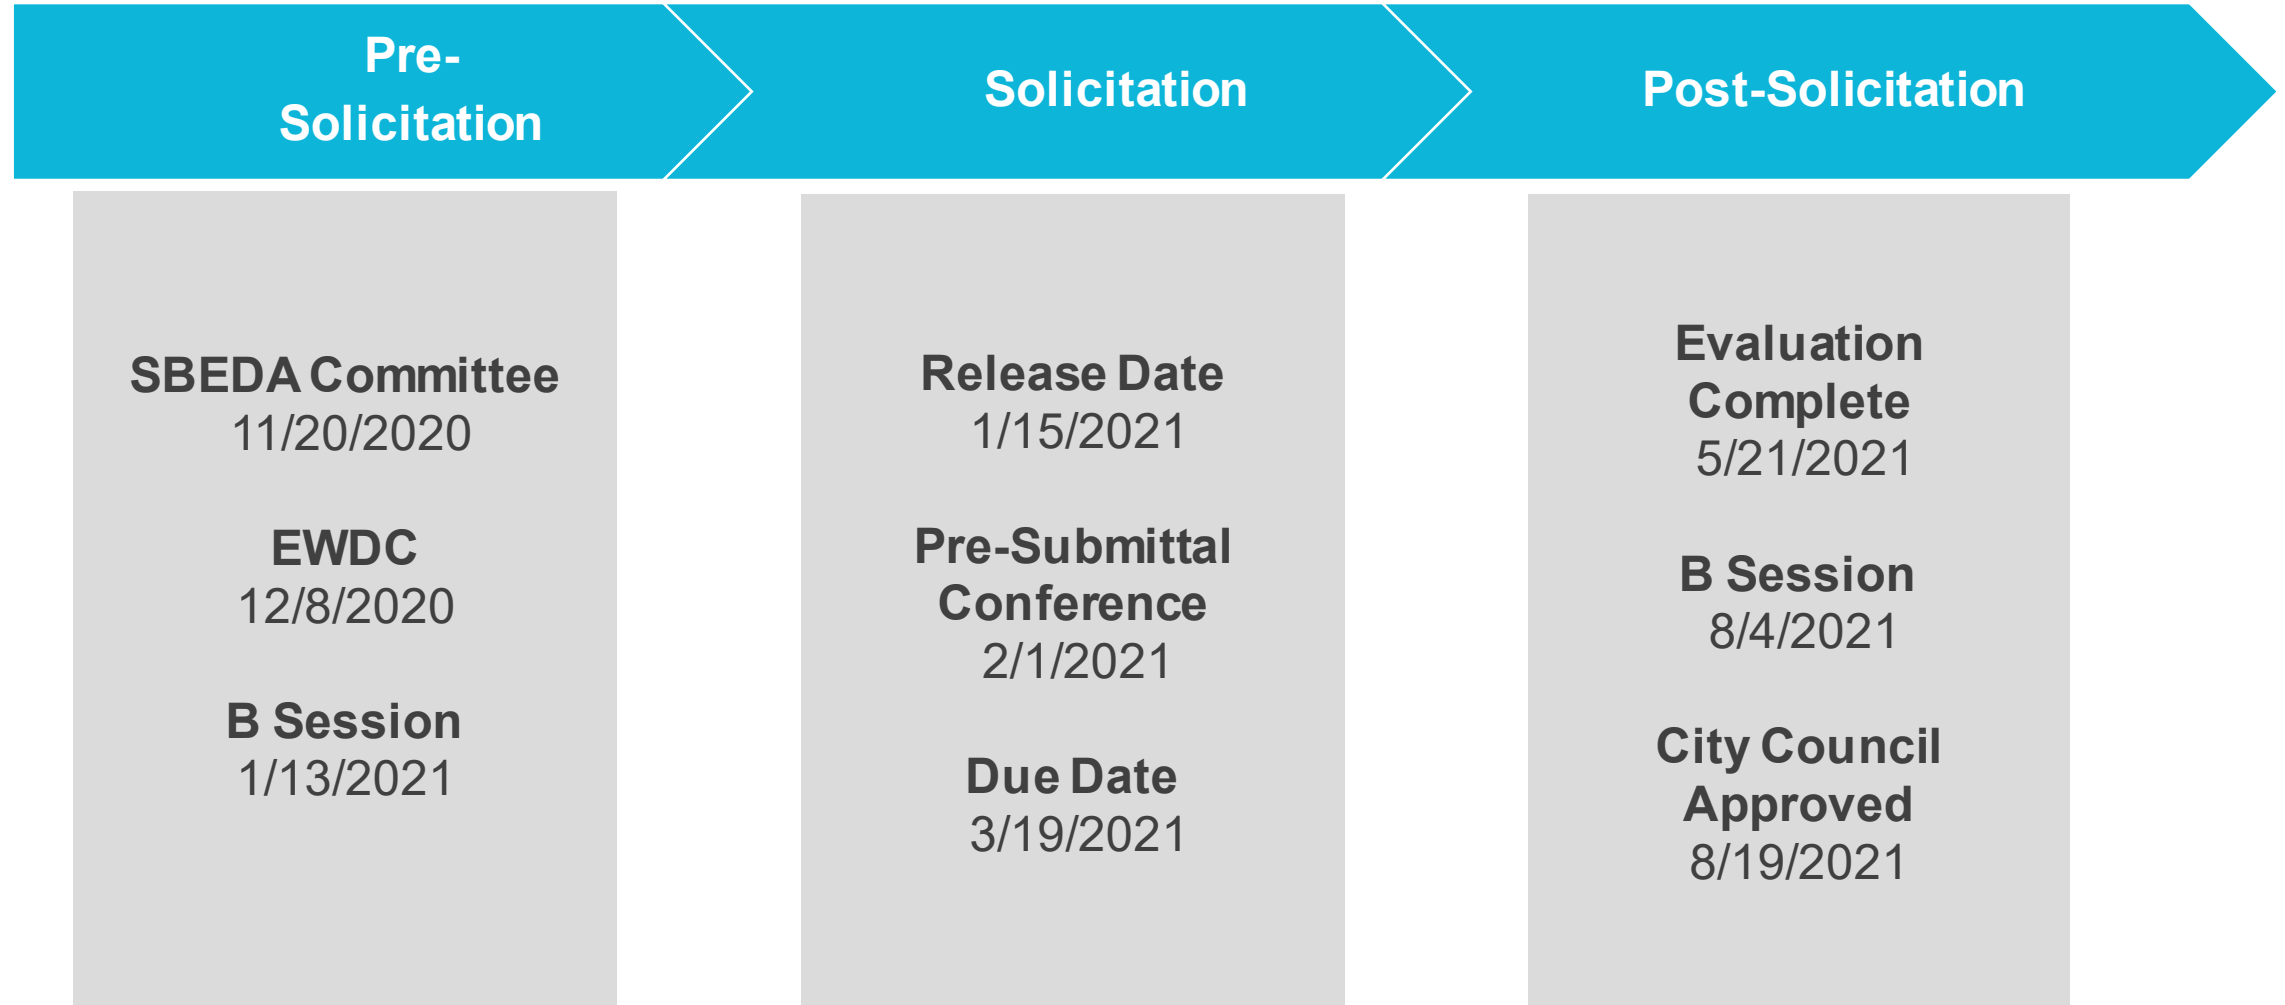 Pre-
Solicitation
Solicitation
Post-Solicitation
SBEDA Committee
11/20/2020
EWDC
12/8/2020
B Session
1/13/2021
Release Date
1/15/2021
Pre-Submittal
Conference
2/1/2021
Due Date
3/19/2021
Evaluation
Complete
5/21/2021
B Session
8/4/2021
City Council
Approved
8/19/2021